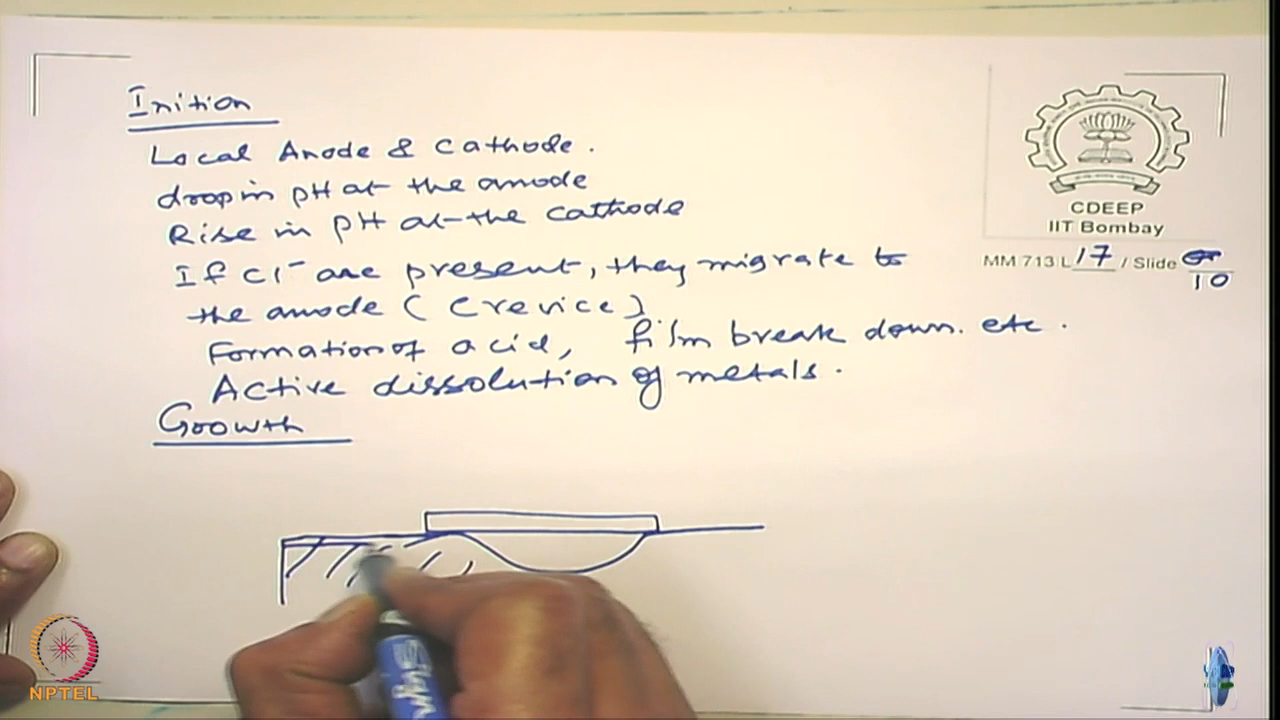 Inition
Local Anode & cathode.
drop in pH at the anode
Rise in pH at the cathode
If Cl⁻ are present, they migrate to
the anode (Crevice)
Formation of acid, film break down. etc.
Active dissolution of metals.
Growth
CDEEP
IIT Bombay
MM 713 L 17 / Slide
10
NPTEL